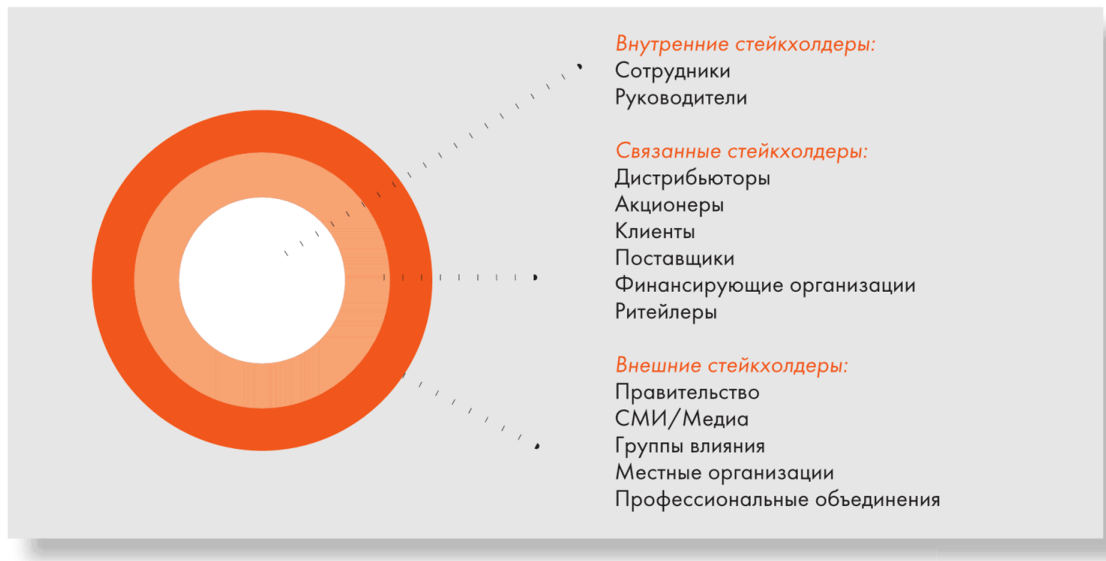 Внутренние стейкхолдеры:
Сотрудники
Руководители
Связанные стейкхолдеры:
Дистрибьюторы
Акционеры
Клиенты
Поставщики
Финансирующие организации
Ритейлеры
Внешние стейкхолдеры:
Правительство
СМИ/Медиа
Группы влияния
Местные организации
Профессиональные объединения